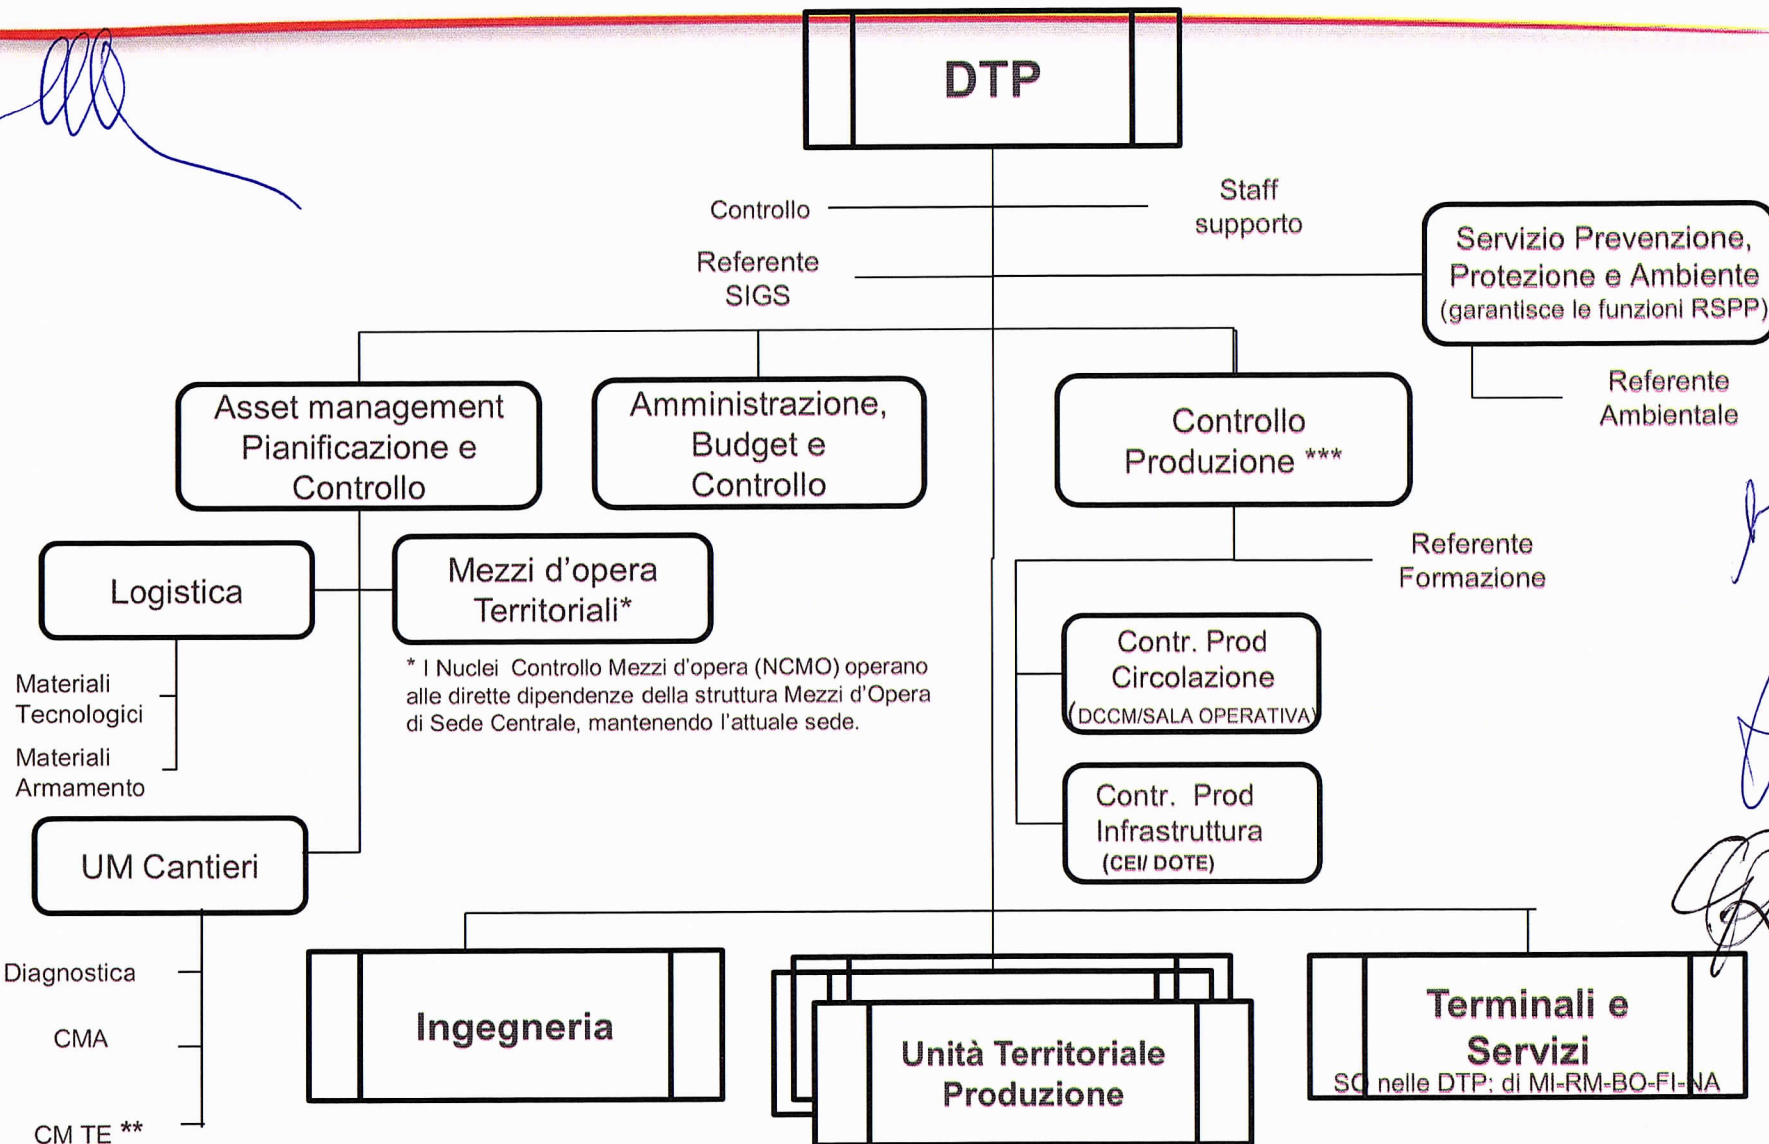 DTP
Controllo
Staff
supporto
Referente
SIGS
Servizio Prevenzione,
Protezione e Ambiente
(garantisce le funzioni RSPP)
Referente
Ambientale
Asset management
Pianificazione e
Controllo
Amministrazione,
Budget e
Controllo
Controllo
Produzione ***
Referente
Formazione
Logistica
Mezzi d'opera
Territoriali*
* I Nuclei Controllo Mezzi d'opera (NCMO) operano
alle dirette dipendenze della struttura Mezzi d'Opera
di Sede Centrale, mantenendo l'attuale sede.
Materiali
Tecnologici
Materiali
Armamento
Contr. Prod
Circolazione
(DCCM/SALA OPERATIVA)
Contr. Prod
Infrastruttura
(CEI/ DOTE)
UM Cantieri
Diagnostica
CMA
CM TE **
Ingegneria
Unità Territoriale
Produzione
Terminali e
Servizi
SO nelle DTP: di MI-RM-BO-FI-NA